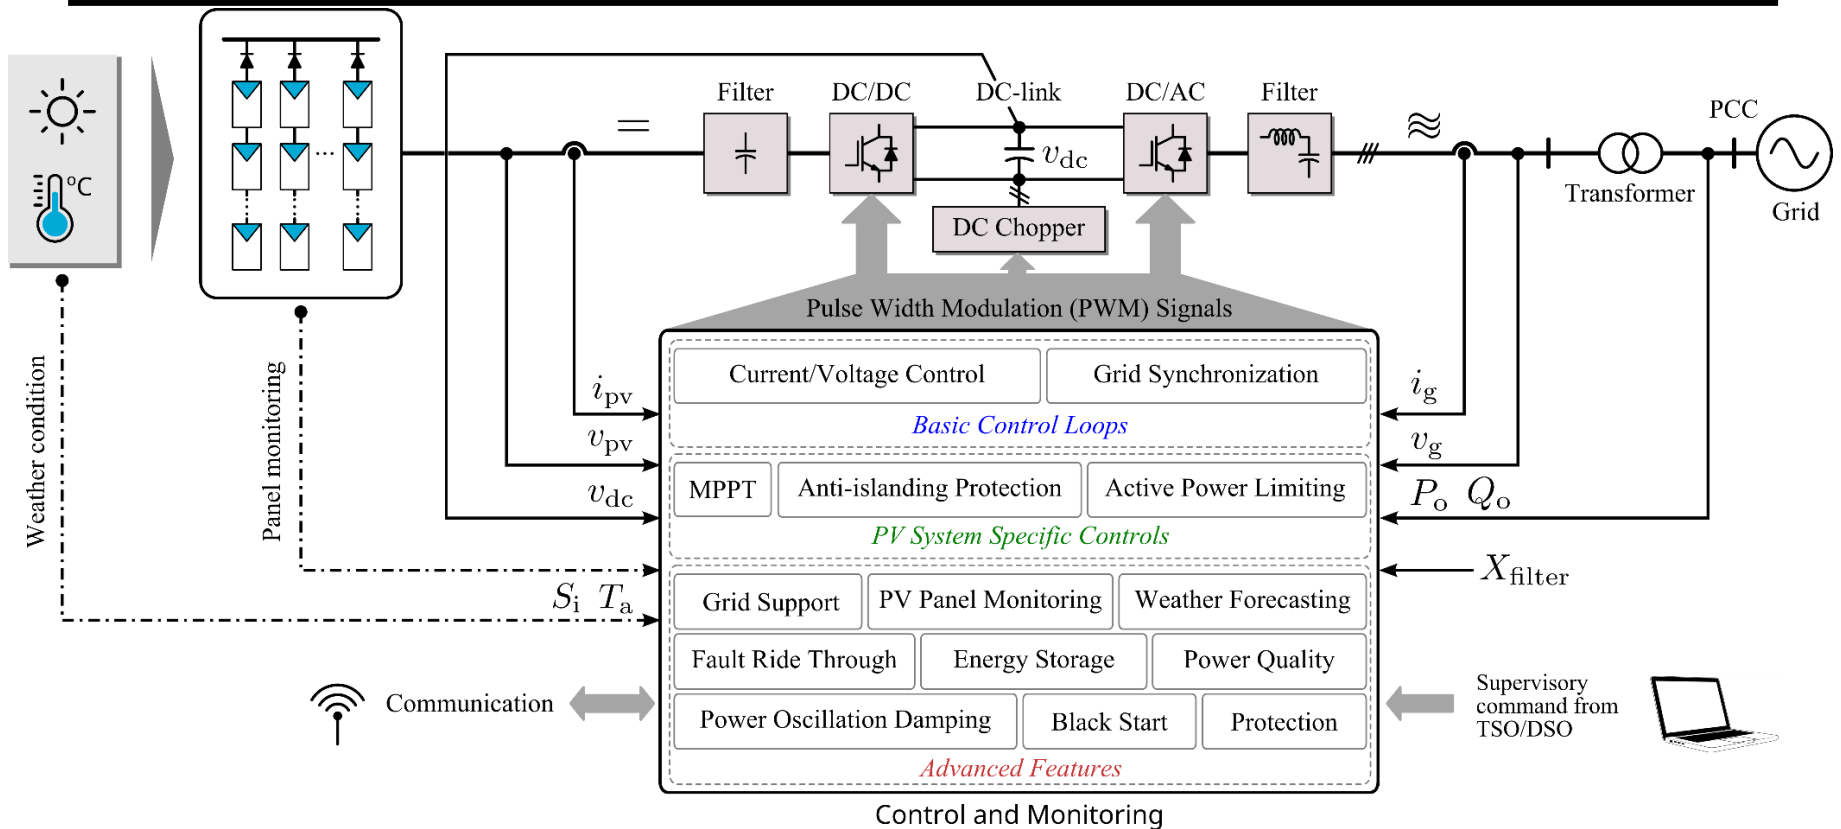 Filter
DC/DC
DC-link
DC/AC
Filter
PCC
°C
=
≋
v_dc
Transformer
Grid
DC Chopper
Pulse Width Modulation (PWM) Signals
Weather condition
Panel monitoring
...
i_pv
v_pv
v_dc
S_i T_a
Current/Voltage Control
Grid Synchronization
Basic Control Loops
MPPT
Anti-islanding Protection
Active Power Limiting
PV System Specific Controls
Grid Support
PV Panel Monitoring
Weather Forecasting
Fault Ride Through
Energy Storage
Power Quality
Power Oscillation Damping
Black Start
Protection
Advanced Features
i_g
v_g
P_o Q_o
X_filter
Communication
Supervisory
command from
TSO/DSO
Control and Monitoring